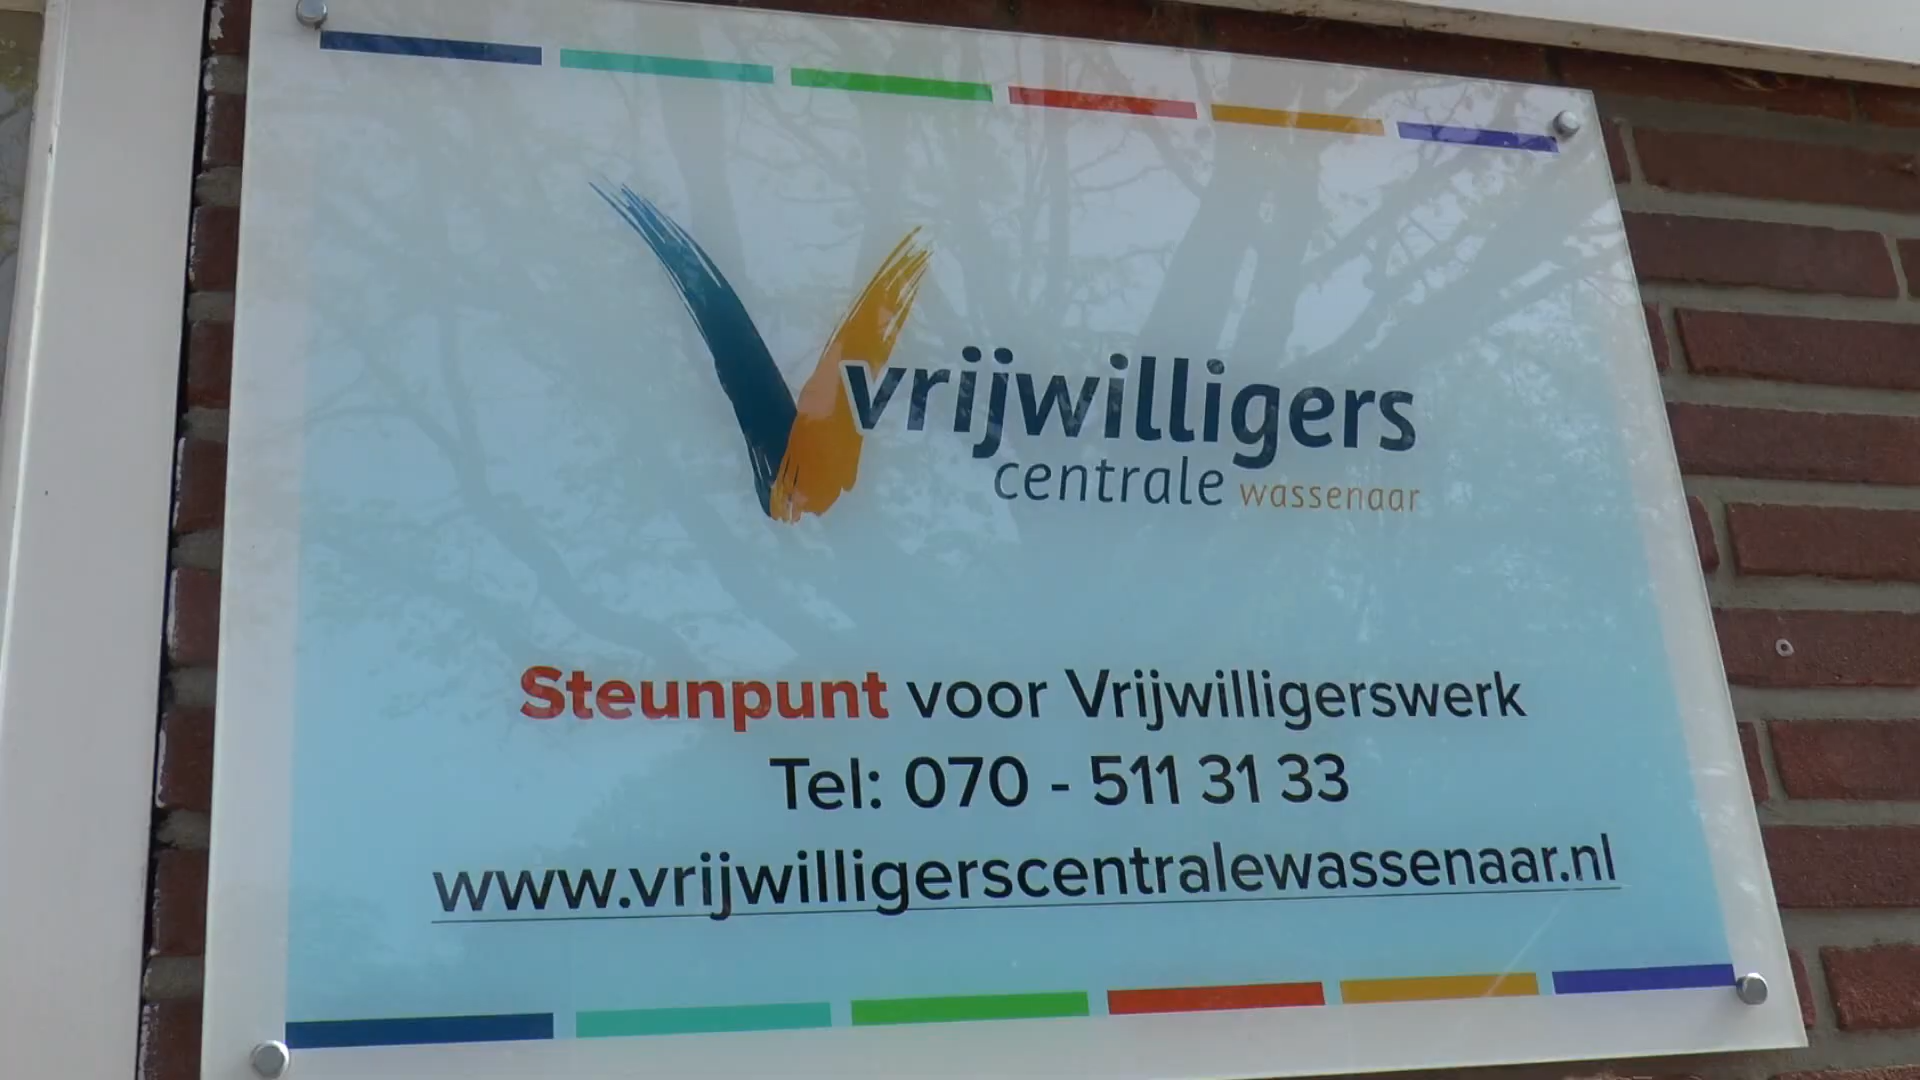 vrijwilligers
centrale wassenaar
Steunpunt voor Vrijwilligerswerk
Tel: 070 - 511 31 33
www.vrijwilligerscentralewassenaar.nl